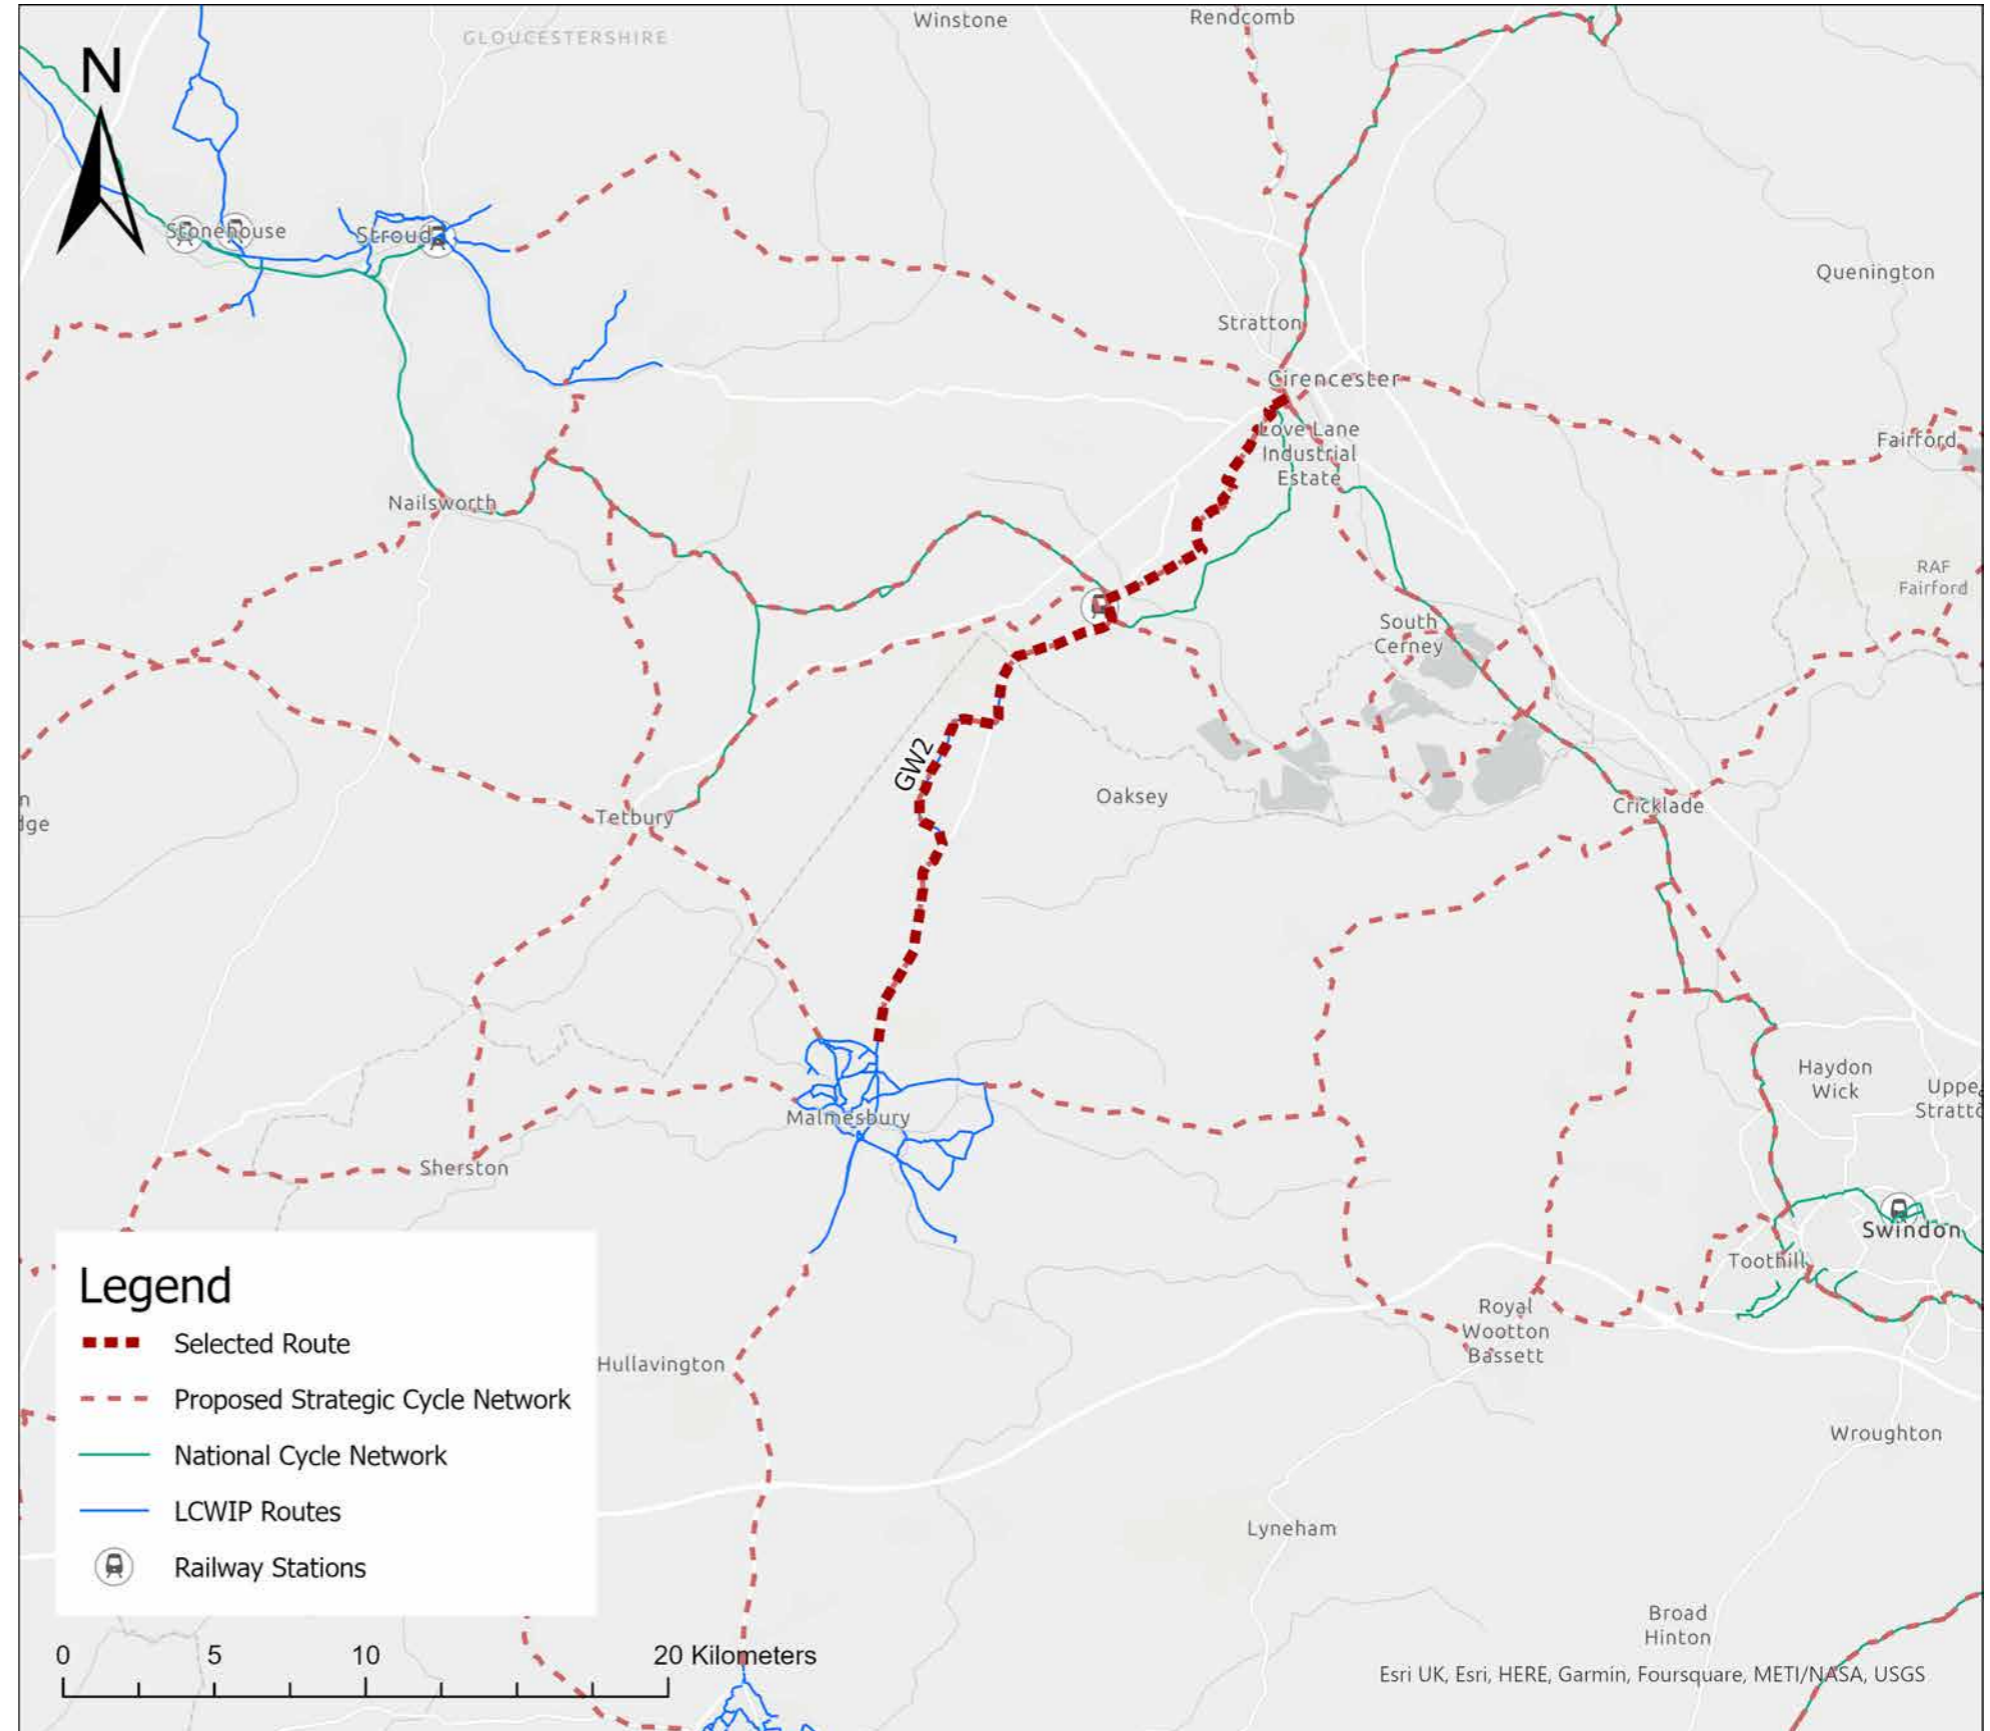 Winstone
Rendcomb
GLOUCESTERSHIRE
N
Stonehouse
Stroud
Quenington
Stratton
Cirencester
Love Lane
Industrial
Estate
Fairford
Nailsworth
RAF
Fairford
South
Cerney
GW2
Oaksey
n
dge
Tetbury
Cricklade
Haydon
Wick
Uppe
Stratto
Malmesbury
Sherston
Swindon
Toothill
Royal
Wootton
Bassett
Hullavington
Wroughton
Lyneham
Broad
Hinton
Legend
Selected Route
Proposed Strategic Cycle Network
National Cycle Network
LCWIP Routes
Railway Stations
0 5 10 20 Kilometers
Esri UK, Esri, HERE, Garmin, Foursquare, METI/NASA, USGS